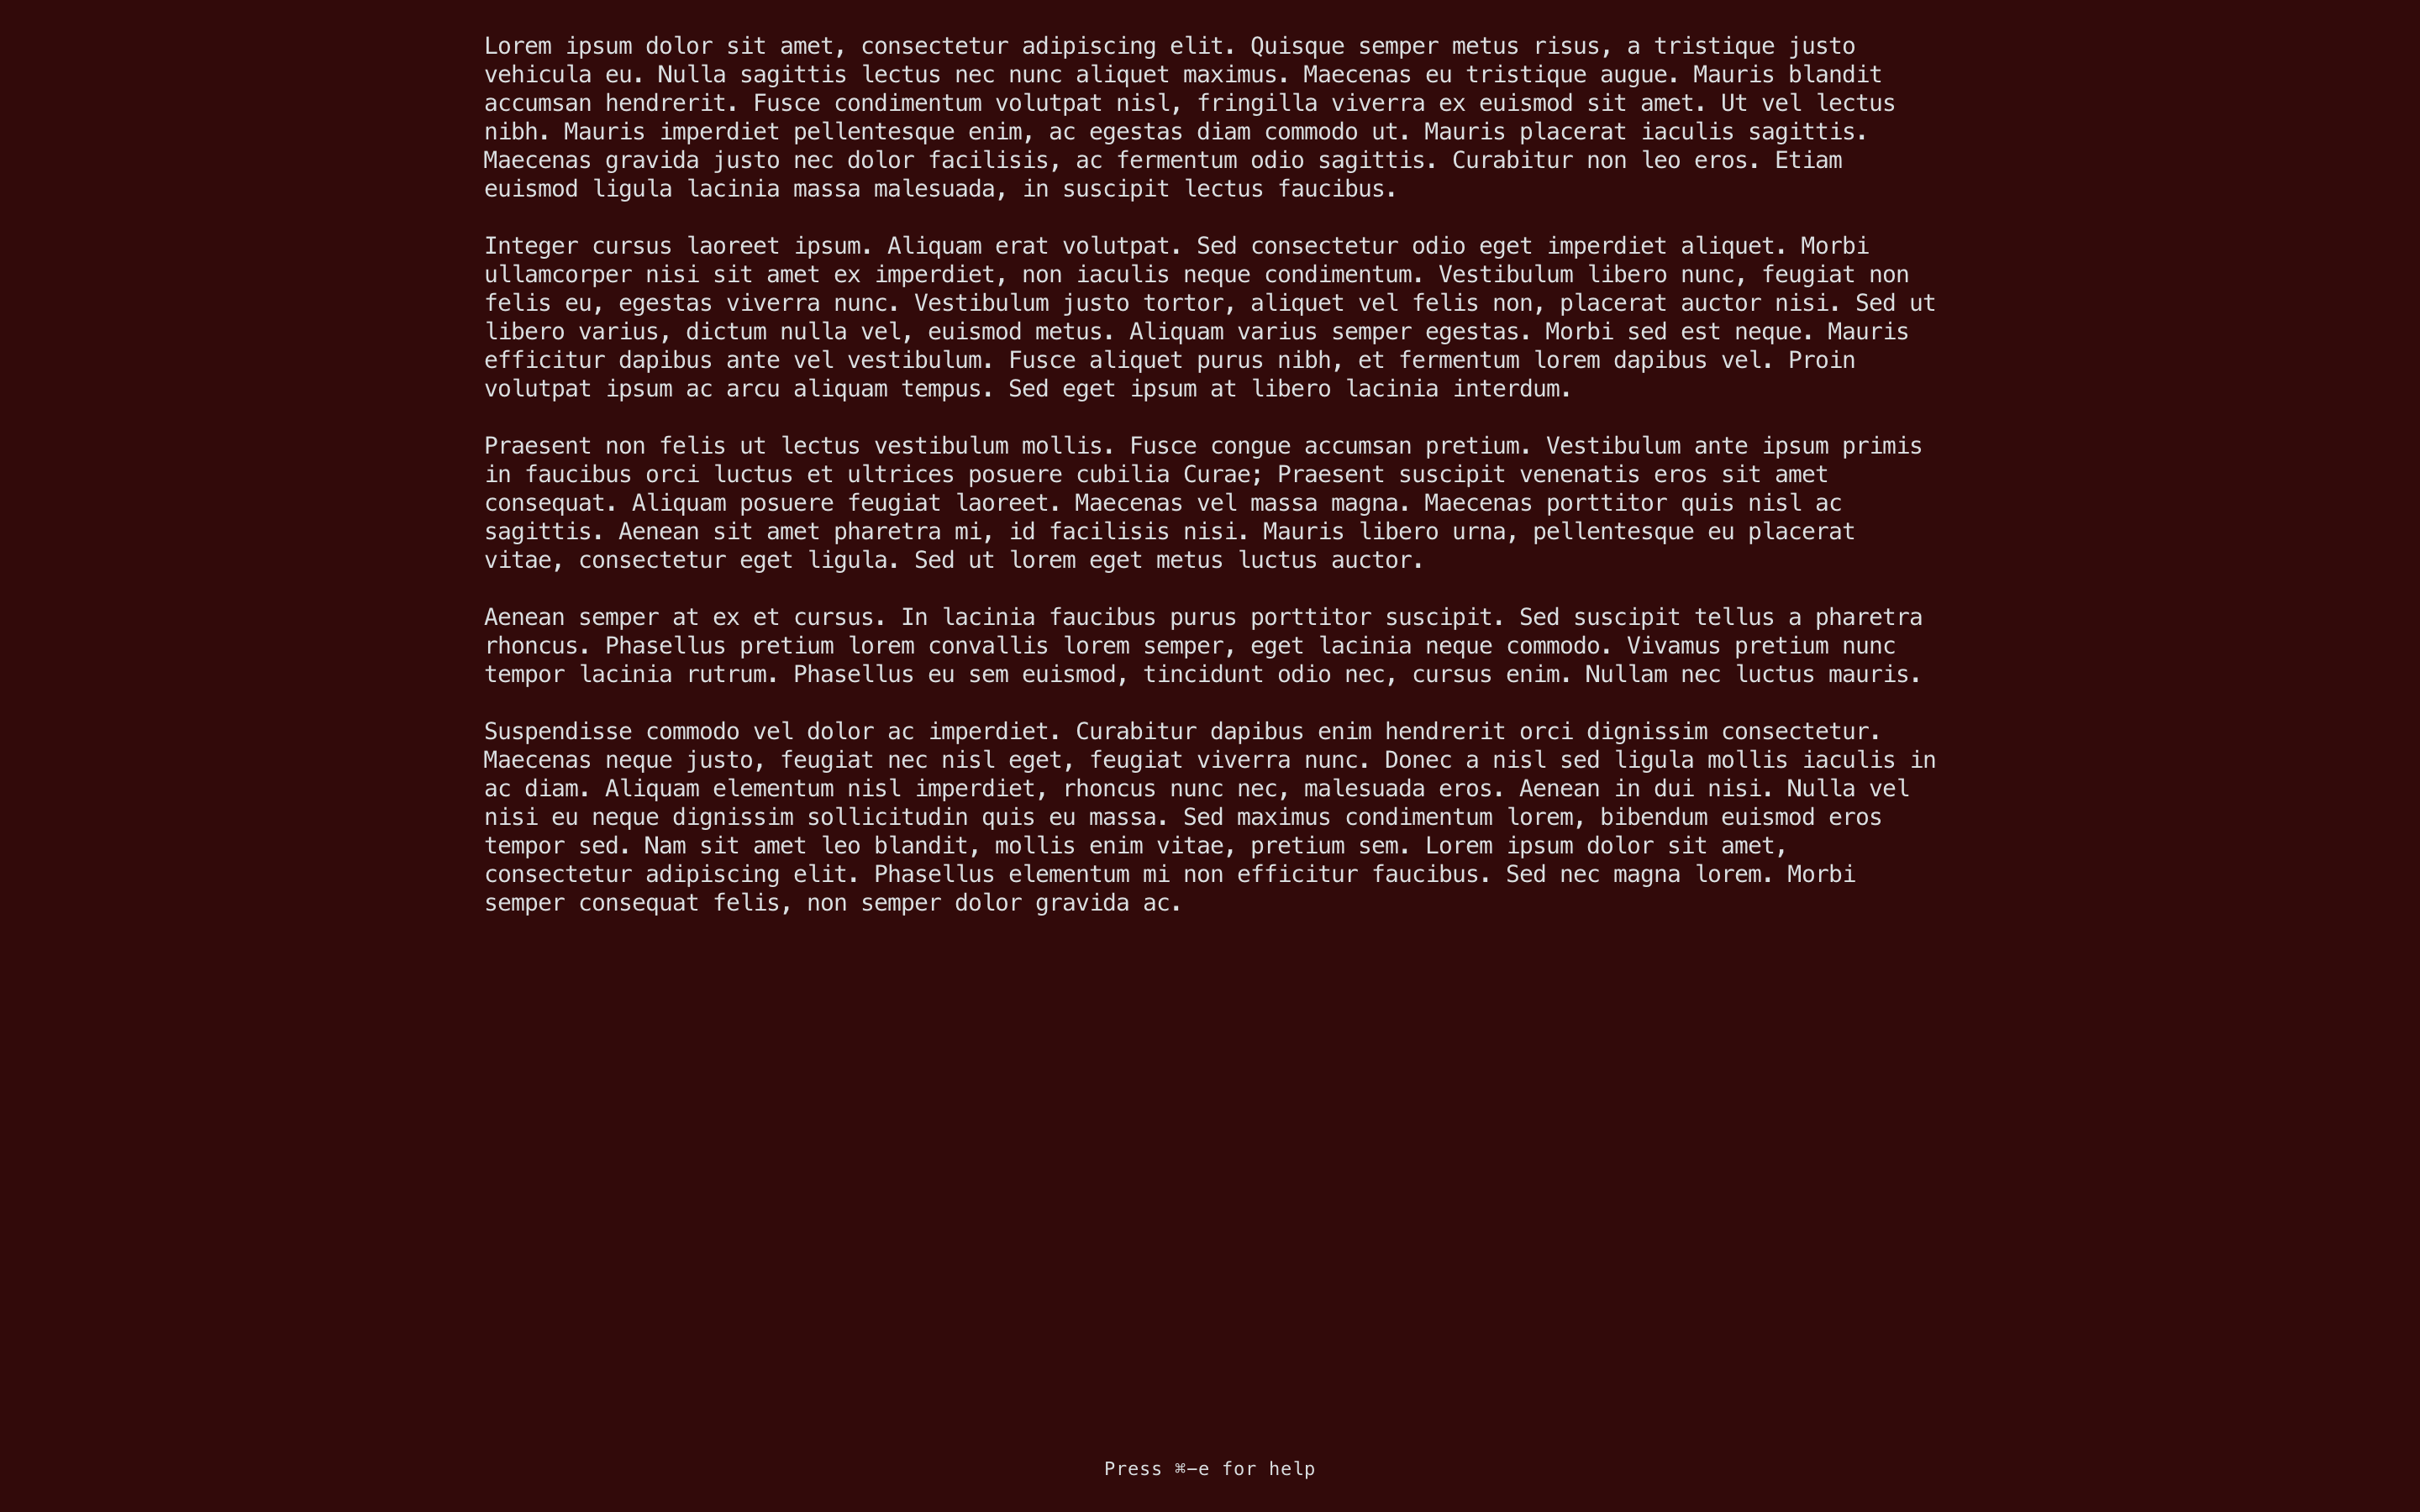 Lorem ipsum dolor sit amet, consectetur adipiscing elit. Quisque semper metus risus, a tristique justo
vehicula eu. Nulla sagittis lectus nec nunc aliquet maximus. Maecenas eu tristique augue. Mauris blandit
accumsan hendrerit. Fusce condimentum volutpat nisl, fringilla viverra ex euismod sit amet. Ut vel lectus
nibh. Mauris imperdiet pellentesque enim, ac egestas diam commodo ut. Mauris placerat iaculis sagittis.
Maecenas gravida justo nec dolor facilisis, ac fermentum odio sagittis. Curabitur non leo eros. Etiam
euismod ligula lacinia massa malesuada, in suscipit lectus faucibus.

Integer cursus laoreet ipsum. Aliquam erat volutpat. Sed consectetur odio eget imperdiet aliquet. Morbi
ullamcorper nisi sit amet ex imperdiet, non iaculis neque condimentum. Vestibulum libero nunc, feugiat non
felis eu, egestas viverra nunc. Vestibulum justo tortor, aliquet vel felis non, placerat auctor nisi. Sed ut
libero varius, dictum nulla vel, euismod metus. Aliquam varius semper egestas. Morbi sed est neque. Mauris
efficitur dapibus ante vel vestibulum. Fusce aliquet purus nibh, et fermentum lorem dapibus vel. Proin
volutpat ipsum ac arcu aliquam tempus. Sed eget ipsum at libero lacinia interdum.

Praesent non felis ut lectus vestibulum mollis. Fusce congue accumsan pretium. Vestibulum ante ipsum primis
in faucibus orci luctus et ultrices posuere cubilia Curae; Praesent suscipit venenatis eros sit amet
consequat. Aliquam posuere feugiat laoreet. Maecenas vel massa magna. Maecenas porttitor quis nisl ac
sagittis. Aenean sit amet pharetra mi, id facilisis nisi. Mauris libero urna, pellentesque eu placerat
vitae, consectetur eget ligula. Sed ut lorem eget metus luctus auctor.

Aenean semper at ex et cursus. In lacinia faucibus purus porttitor suscipit. Sed suscipit tellus a pharetra
rhoncus. Phasellus pretium lorem convallis lorem semper, eget lacinia neque commodo. Vivamus pretium nunc
tempor lacinia rutrum. Phasellus eu sem euismod, tincidunt odio nec, cursus enim. Nullam nec luctus mauris.

Suspendisse commodo vel dolor ac imperdiet. Curabitur dapibus enim hendrerit orci dignissim consectetur.
Maecenas neque justo, feugiat nec nisl eget, feugiat viverra nunc. Donec a nisl sed ligula mollis iaculis in
ac diam. Aliquam elementum nisl imperdiet, rhoncus nunc nec, malesuada eros. Aenean in dui nisi. Nulla vel
nisi eu neque dignissim sollicitudin quis eu massa. Sed maximus condimentum lorem, bibendum euismod eros
tempor sed. Nam sit amet leo blandit, mollis enim vitae, pretium sem. Lorem ipsum dolor sit amet,
consectetur adipiscing elit. Phasellus elementum mi non efficitur faucibus. Sed nec magna lorem. Morbi
semper consequat felis, non semper dolor gravida ac.

Press ⌘–e for help